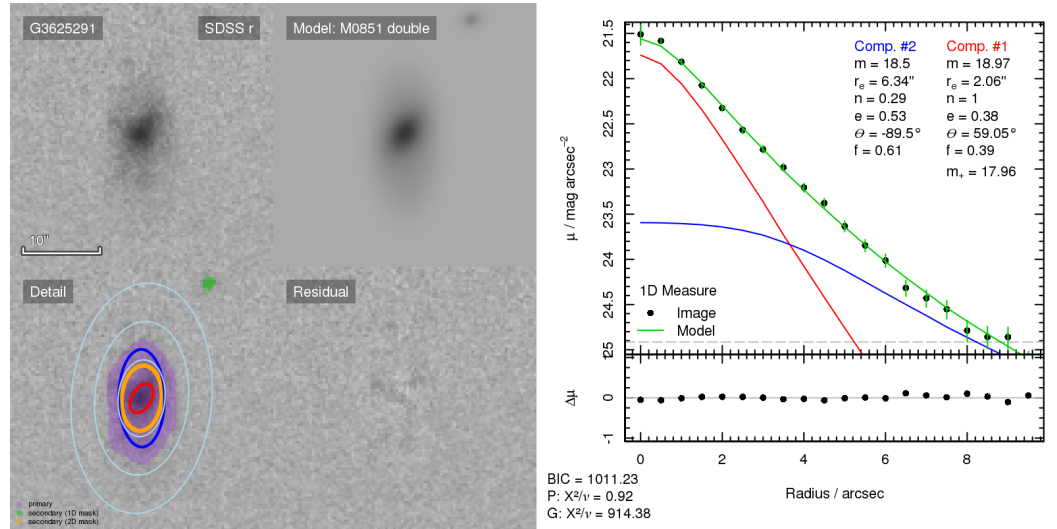 G3625291
SDSS r
10"
Model: M0851 double
Detail
primary
secondary (1D mask)
secondary (2D mask)
Residual
μ / mag arcsec⁻²
21.5
22
22.5
23
23.5
24
24.5
25
Comp. #2
m = 18.5
rₑ = 6.34"
n = 0.29
e = 0.53
Θ = -89.5°
f = 0.61
Comp. #1
m = 18.97
rₑ = 2.06"
n = 1
e = 0.38
Θ = 59.05°
f = 0.39
m₊ = 17.96
1D Measure
Image
Model
Δμ
0
-1
0 2 4 6 8
Radius / arcsec
BIC = 1011.23
P: X²/ν = 0.92
G: X²/ν = 914.38